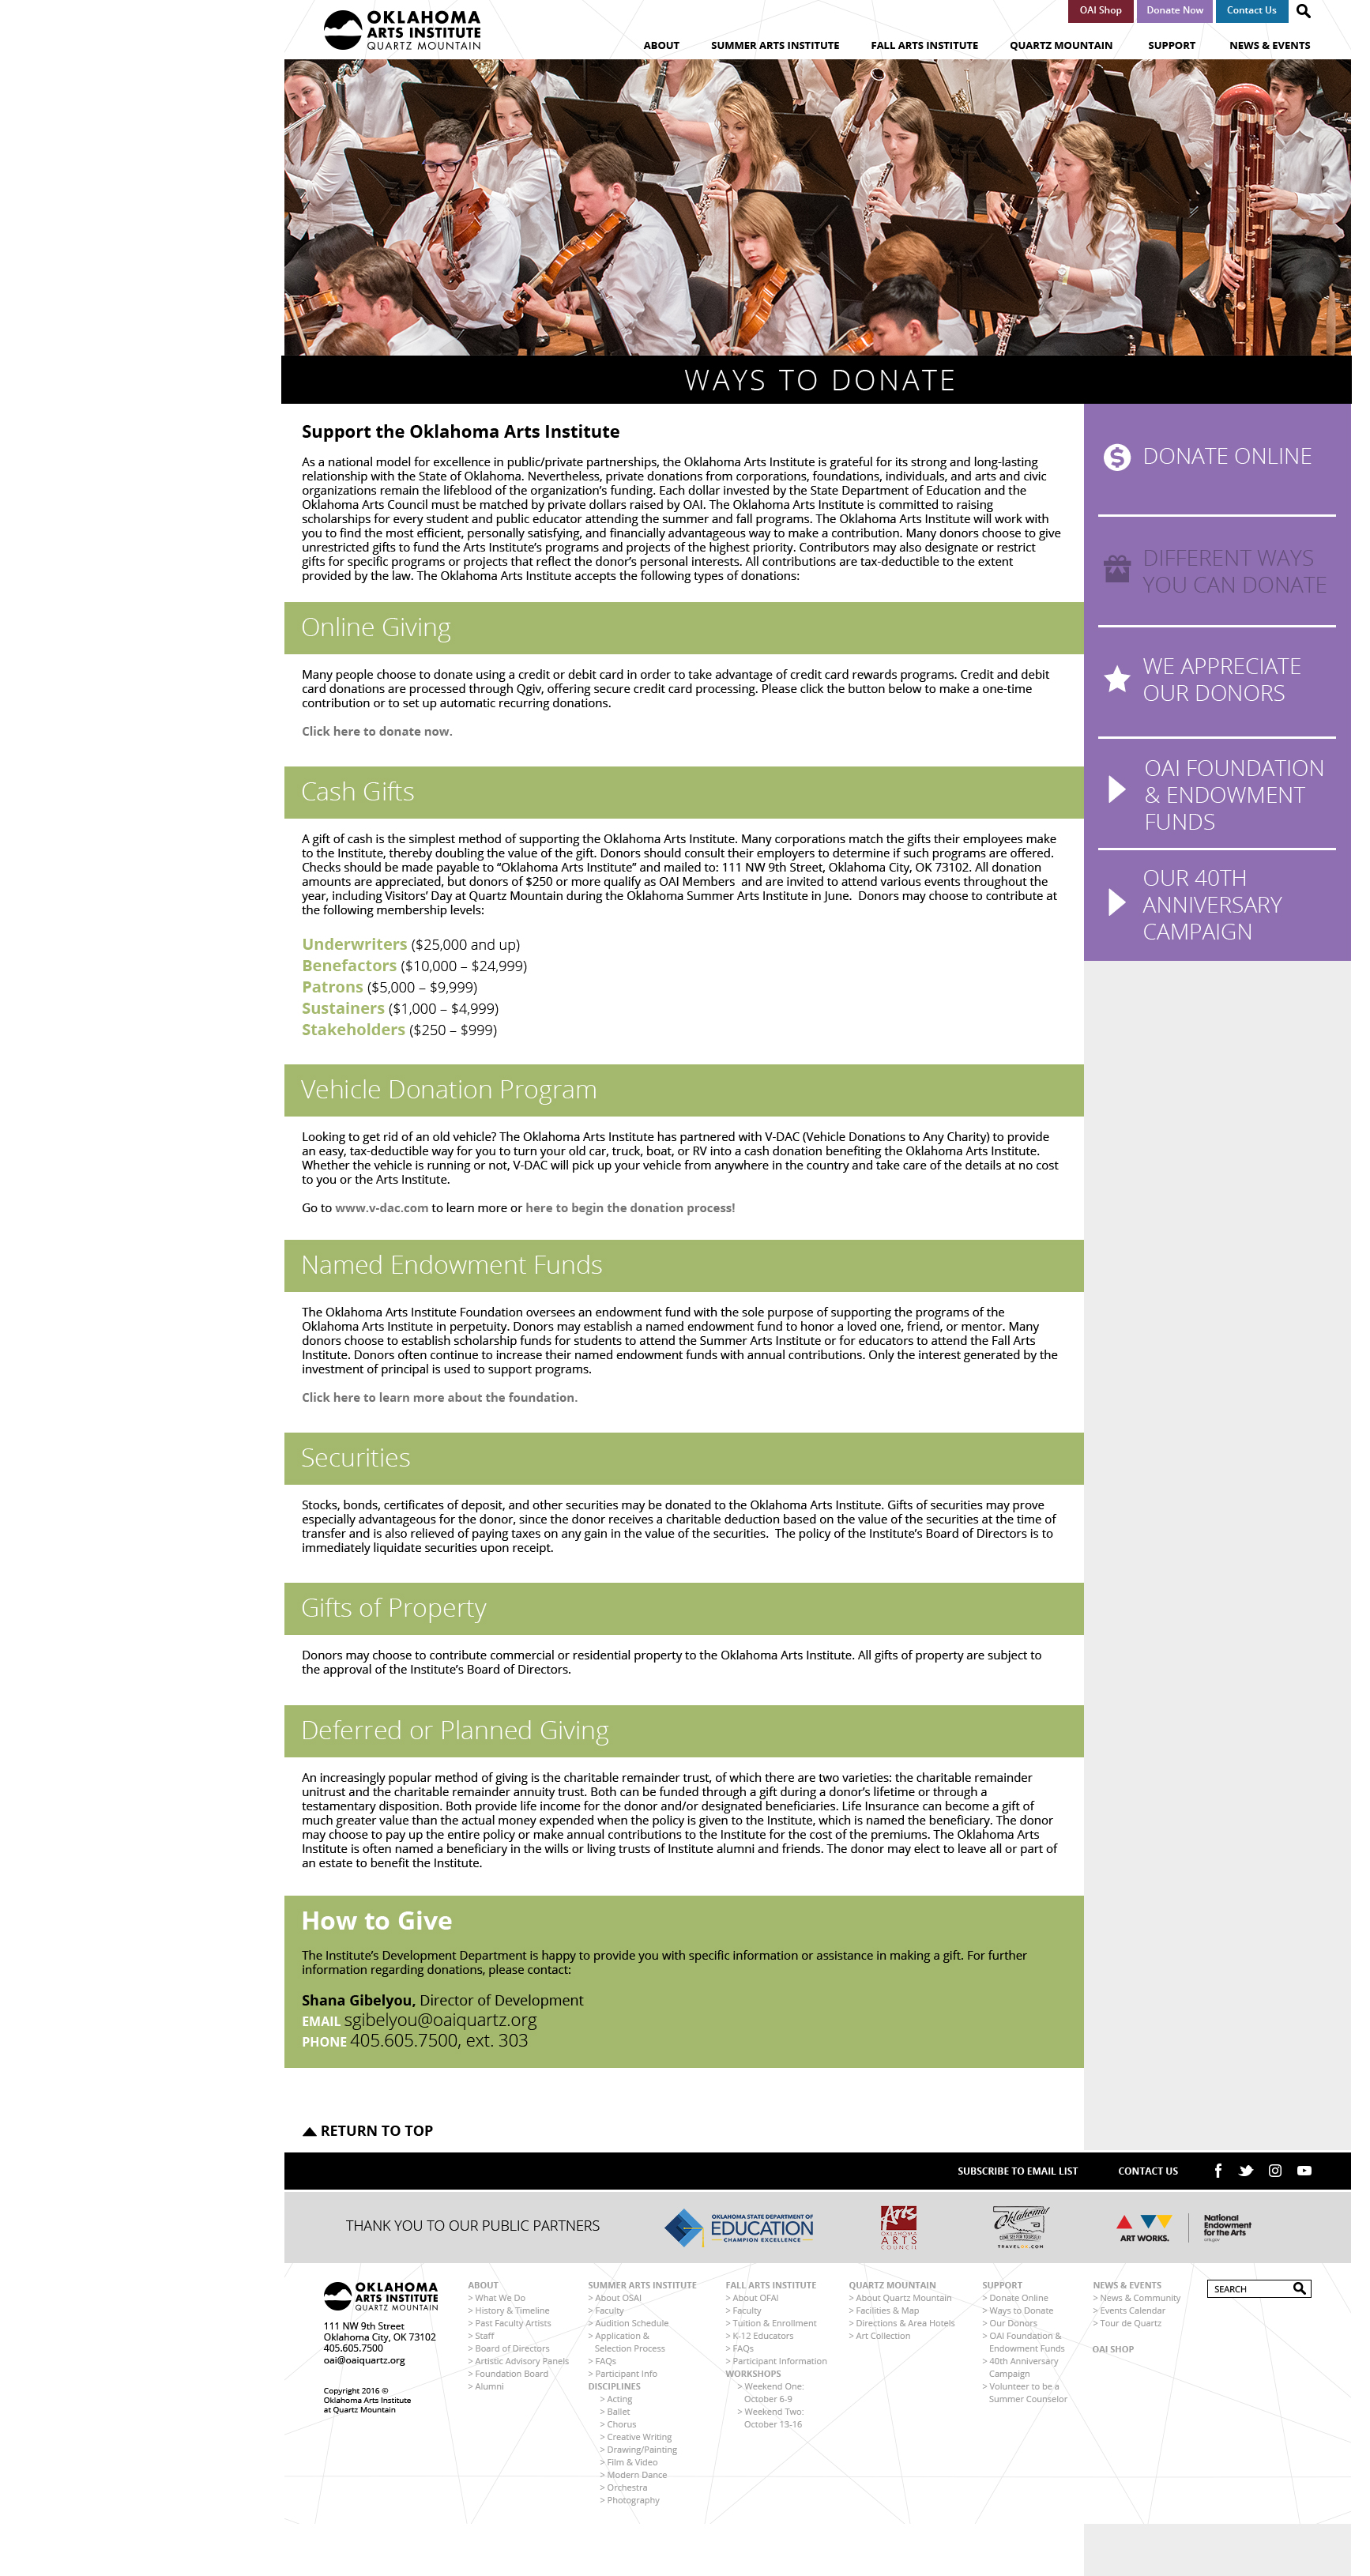 OKLAHOMA
ARTS INSTITUTE
QUARTZ MOUNTAIN
OAI Shop
Donate Now
Contact Us
ABOUT
SUMMER ARTS INSTITUTE
FALL ARTS INSTITUTE
QUARTZ MOUNTAIN
SUPPORT
NEWS & EVENTS
WAYS TO DONATE
Support the Oklahoma Arts Institute
As a national model for excellence in public/private partnerships, the Oklahoma Arts Institute is grateful for its strong and long-lasting
relationship with the State of Oklahoma. Nevertheless, private donations from corporations, foundations, individuals, and arts and civic
organizations remain the lifeblood of the organization's funding. Each dollar invested by the State Department of Education and the
Oklahoma Arts Council must be matched by private dollars raised by OAI. The Oklahoma Arts Institute is committed to raising
scholarships for every student and public educator attending the summer and fall programs. The Oklahoma Arts Institute will work with
you to find the most efficient, personally satisfying, and financially advantageous way to make a contribution. Many donors choose to give
unrestricted gifts to fund the Arts Institute's programs and projects of the highest priority. Contributors may also designate or restrict
gifts for specific programs or projects that reflect the donor's personal interests. All contributions are tax-deductible to the extent
provided by the law. The Oklahoma Arts Institute accepts the following types of donations:
Online Giving
Many people choose to donate using a credit or debit card in order to take advantage of credit card rewards programs. Credit and debit
card donations are processed through Qgiv, offering secure credit card processing. Please click the button below to make a one-time
contribution or to set up automatic recurring donations.
Click here to donate now.
Cash Gifts
A gift of cash is the simplest method of supporting the Oklahoma Arts Institute. Many corporations match the gifts their employees make
to the Institute, thereby doubling the value of the gift. Donors should consult their employers to determine if such programs are offered.
Checks should be made payable to “Oklahoma Arts Institute” and mailed to: 111 NW 9th Street, Oklahoma City, OK 73102. All donation
amounts are appreciated, but donors of $250 or more qualify as OAI Members and are invited to attend various events throughout the
year, including Visitors' Day at Quartz Mountain during the Oklahoma Summer Arts Institute in June. Donors may choose to contribute at
the following membership levels:
Underwriters ($25,000 and up)
Benefactors ($10,000 – $24,999)
Patrons ($5,000 – $9,999)
Sustainers ($1,000 – $4,999)
Stakeholders ($250 – $999)
Vehicle Donation Program
Looking to get rid of an old vehicle? The Oklahoma Arts Institute has partnered with V-DAC (Vehicle Donations to Any Charity) to provide
an easy, tax-deductible way for you to turn your old car, truck, boat, or RV into a cash donation benefiting the Oklahoma Arts Institute.
Whether the vehicle is running or not, V-DAC will pick up your vehicle from anywhere in the country and take care of the details at no cost
to you or the Arts Institute.
Go to www.v-dac.com to learn more or here to begin the donation process!
Named Endowment Funds
The Oklahoma Arts Institute Foundation oversees an endowment fund with the sole purpose of supporting the programs of the
Oklahoma Arts Institute in perpetuity. Donors may establish a named endowment fund to honor a loved one, friend, or mentor. Many
donors choose to establish scholarship funds for students to attend the Summer Arts Institute or for educators to attend the Fall Arts
Institute. Donors often continue to increase their named endowment funds with annual contributions. Only the interest generated by the
investment of principal is used to support programs.
Click here to learn more about the foundation.
Securities
Stocks, bonds, certificates of deposit, and other securities may be donated to the Oklahoma Arts Institute. Gifts of securities may prove
especially advantageous for the donor, since the donor receives a charitable deduction based on the value of the securities at the time of
transfer and is also relieved of paying taxes on any gain in the value of the securities. The policy of the Institute's Board of Directors is to
immediately liquidate securities upon receipt.
Gifts of Property
Donors may choose to contribute commercial or residential property to the Oklahoma Arts Institute. All gifts of property are subject to
the approval of the Institute's Board of Directors.
Deferred or Planned Giving
An increasingly popular method of giving is the charitable remainder trust, of which there are two varieties: the charitable remainder
unitrust and the charitable remainder annuity trust. Both can be funded through a gift during a donor's lifetime or through a
testamentary disposition. Both provide life income for the donor and/or designated beneficiaries. Life Insurance can become a gift of
much greater value than the actual money expended when the policy is given to the Institute, which is named the beneficiary. The donor
may choose to pay up the entire policy or make annual contributions to the Institute for the cost of the premiums. The Oklahoma Arts
Institute is often named a beneficiary in the wills or living trusts of Institute alumni and friends. The donor may elect to leave all or part of
an estate to benefit the Institute.
How to Give
The Institute's Development Department is happy to provide you with specific information or assistance in making a gift. For further
information regarding donations, please contact:
Shana Gibelyou, Director of Development
EMAIL sgibelyou@oaiquartz.org
PHONE 405.605.7500, ext. 303
RETURN TO TOP
DONATE ONLINE
DIFFERENT WAYS
YOU CAN DONATE
WE APPRECIATE
OUR DONORS
OAI FOUNDATION
& ENDOWMENT
FUNDS
OUR 40TH
ANNIVERSARY
CAMPAIGN
SUBSCRIBE TO EMAIL LIST
CONTACT US
THANK YOU TO OUR PUBLIC PARTNERS
OKLAHOMA STATE DEPARTMENT OF
EDUCATION
CHAMPION EXCELLENCE
Arts
OKLAHOMA
ARTS
COUNCIL
Oklahoma!
COME SEE FOR YOURSELF.
TRAVELOK.COM
ART WORKS.
National
Endowment
for the Arts
arts.gov
OKLAHOMA
ARTS INSTITUTE
QUARTZ MOUNTAIN
111 NW 9th Street
Oklahoma City, OK 73102
405.605.7500
oai@oaiquartz.org
Copyright 2016 ©
Oklahoma Arts Institute
at Quartz Mountain
ABOUT
> What We Do
> History & Timeline
> Past Faculty Artists
> Staff
> Board of Directors
> Artistic Advisory Panels
> Foundation Board
> Alumni
SUMMER ARTS INSTITUTE
> About OSAI
> Faculty
> Audition Schedule
> Application &
Selection Process
> FAQs
> Participant Info
DISCIPLINES
> Acting
> Ballet
> Chorus
> Creative Writing
> Drawing/Painting
> Film & Video
> Modern Dance
> Orchestra
> Photography
FALL ARTS INSTITUTE
> About OFAI
> Faculty
> Tuition & Enrollment
> K-12 Educators
> FAQs
> Participant Information
WORKSHOPS
> Weekend One:
October 6-9
> Weekend Two:
October 13-16
QUARTZ MOUNTAIN
> About Quartz Mountain
> Facilities & Map
> Directions & Area Hotels
> Art Collection
SUPPORT
> Donate Online
> Ways to Donate
> Our Donors
> OAI Foundation &
Endowment Funds
> 40th Anniversary
Campaign
> Volunteer to be a
Summer Counselor
NEWS & EVENTS
> News & Community
> Events Calendar
> Tour de Quartz
OAI SHOP
SEARCH